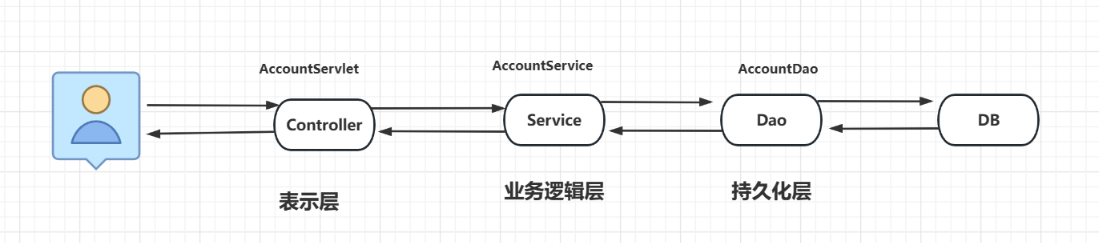 AccountServlet
AccountService
AccountDao
Controller
Service
Dao
DB
表示层
业务逻辑层
持久化层